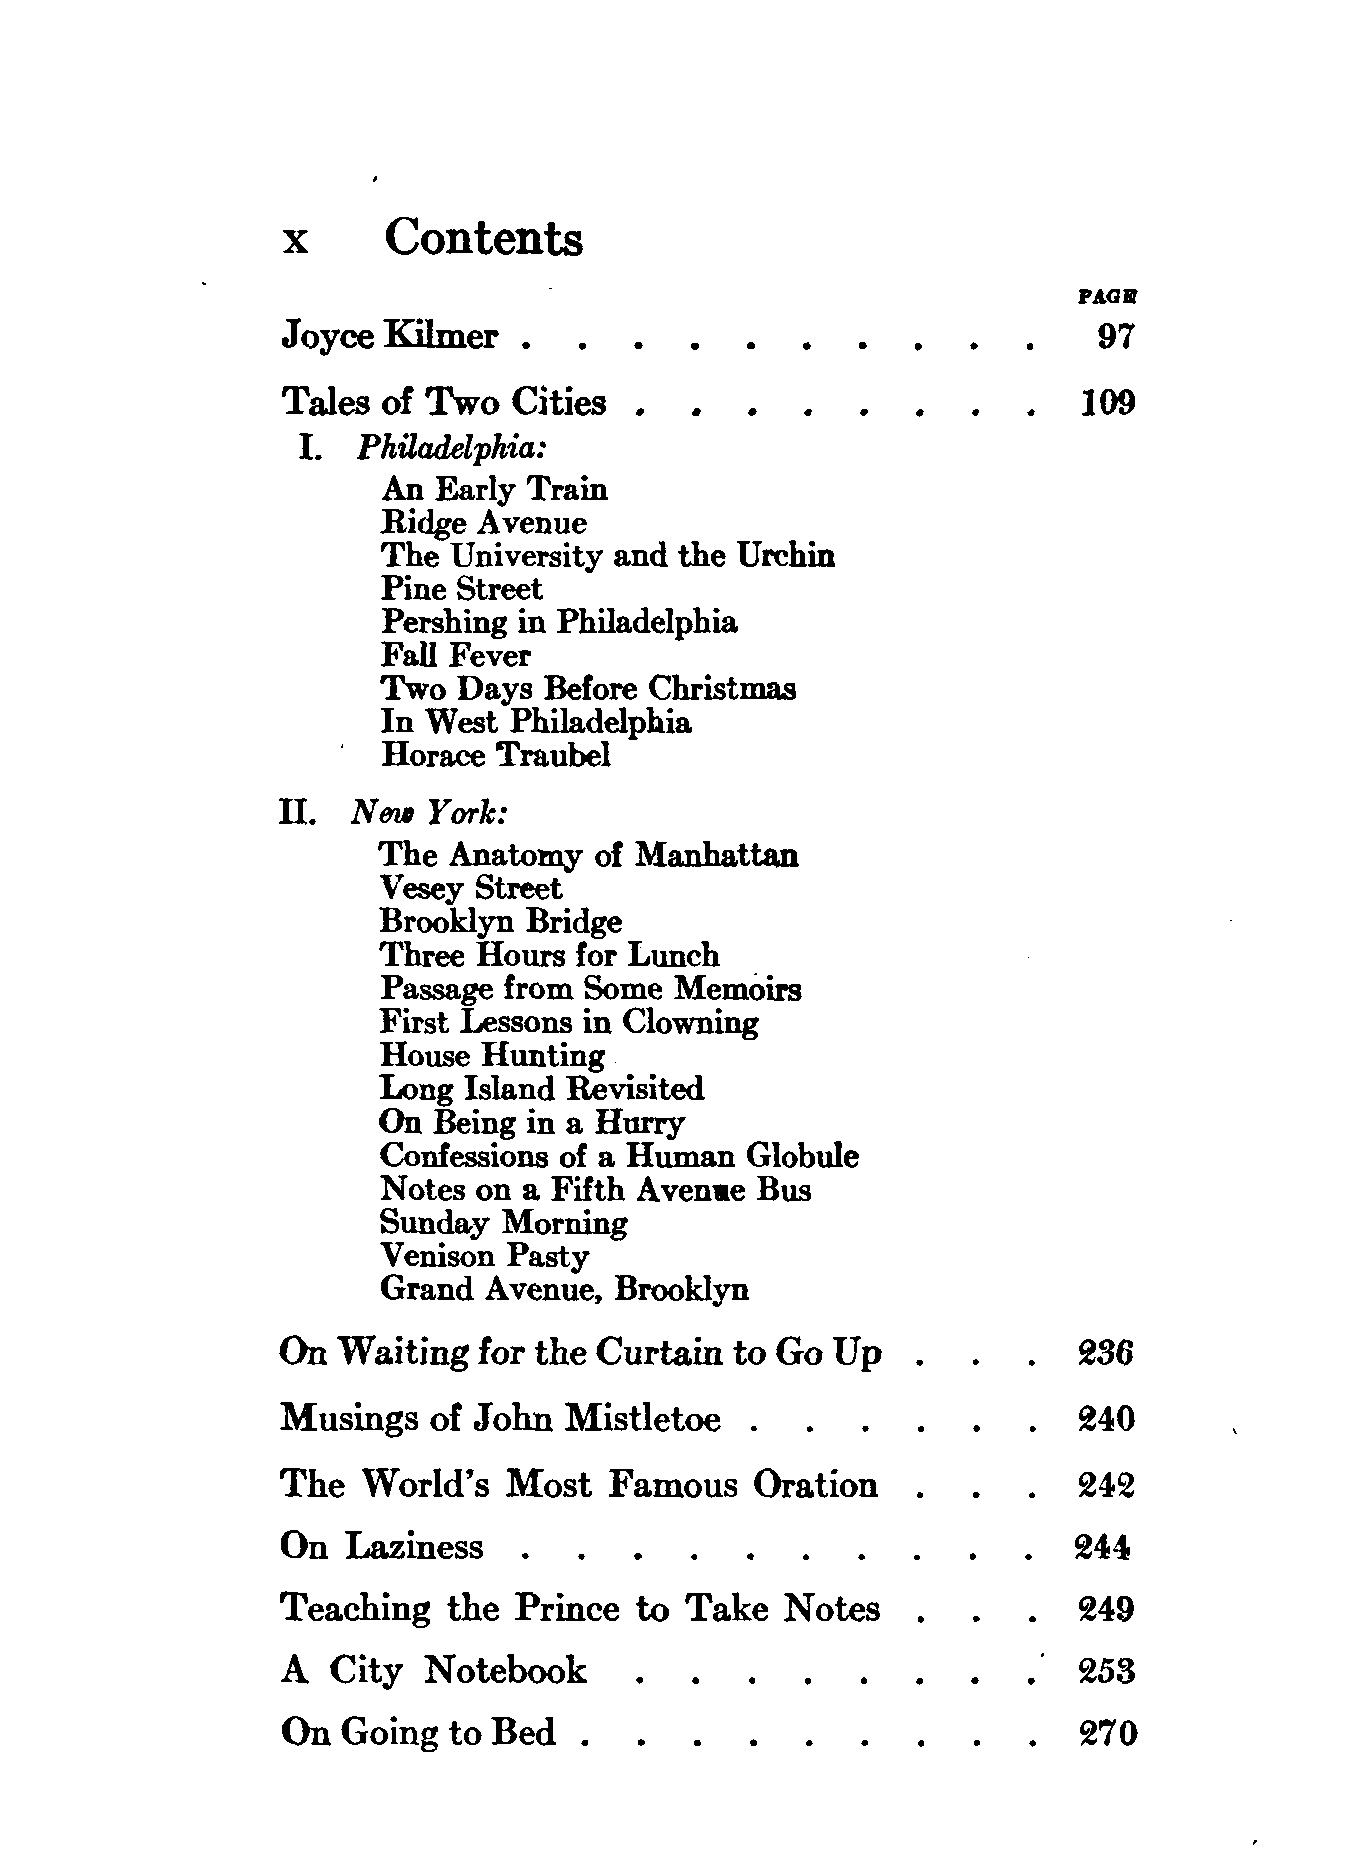 x Contents
PAGE
Joyce Kilmer . . . . . . . . . . 97
Tales of Two Cities . . . . . . . . 109
I. Philadelphia:
An Early Train
Ridge Avenue
The University and the Urchin
Pine Street
Pershing in Philadelphia
Fall Fever
Two Days Before Christmas
In West Philadelphia
Horace Traubel
II. New York:
The Anatomy of Manhattan
Vesey Street
Brooklyn Bridge
Three Hours for Lunch
Passage from Some Memoirs
First Lessons in Clowning
House Hunting
Long Island Revisited
On Being in a Hurry
Confessions of a Human Globule
Notes on a Fifth Avenue Bus
Sunday Morning
Venison Pasty
Grand Avenue, Brooklyn
On Waiting for the Curtain to Go Up . . . 236
Musings of John Mistletoe . . . . . . 240
The World's Most Famous Oration . . . 242
On Laziness . . . . . . . . . . 244
Teaching the Prince to Take Notes . . . 249
A City Notebook . . . . . . . . 253
On Going to Bed . . . . . . . . . 270